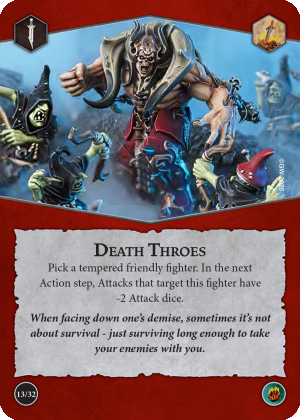 ©GW 2025
DEATH THROES
Pick a tempered friendly fighter. In the next
Action step, Attacks that target this fighter have
-2 Attack dice.
When facing down one's demise, sometimes it's not
about survival - just surviving long enough to take
your enemies with you.
13/32